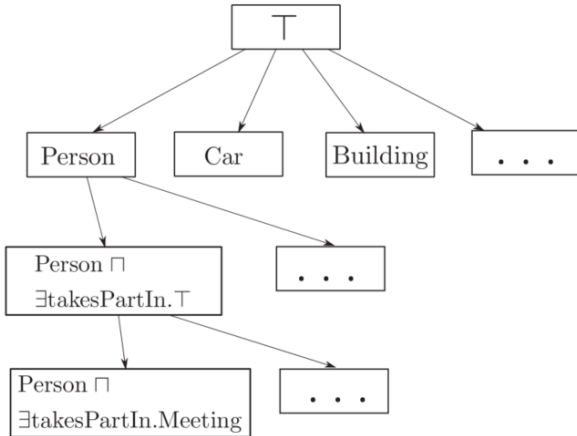 ⊤
Person
Car
Building
. . .
Person ⊓
∃takesPartIn.⊤
. . .
Person ⊓
∃takesPartIn.Meeting
. . .